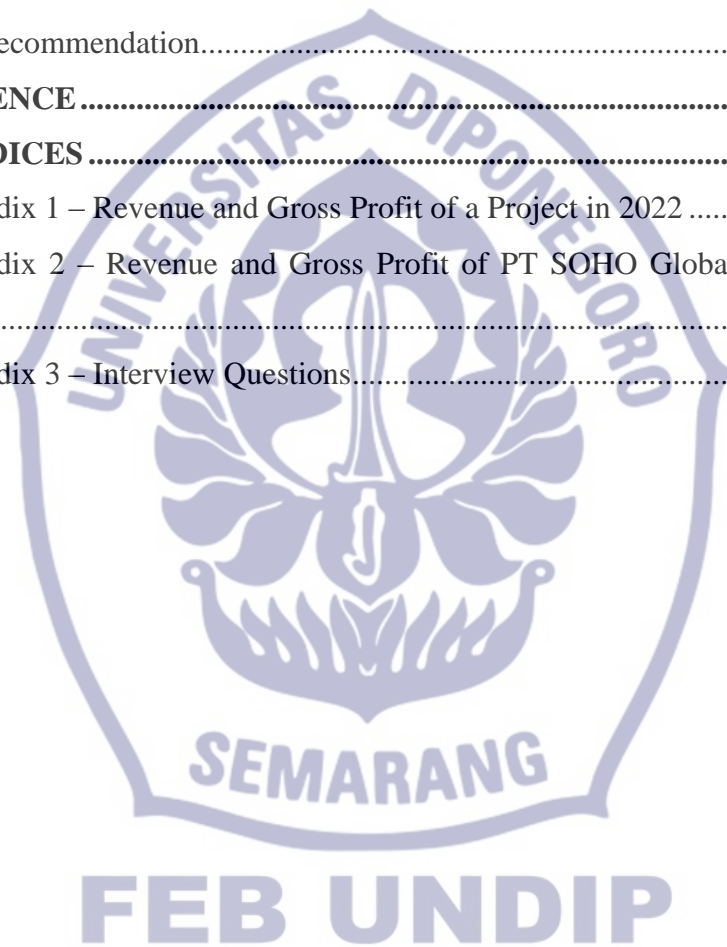 ecommendation
ENCE
DICES
dix 1 – Revenue and Gross Profit of a Project in 2022
dix 2 – Revenue and Gross Profit of PT SOHO Globa
dix 3 – Interview Questions
UNIVERSITAS DIPONEGORO
SEMARANG
FEB UNDIP